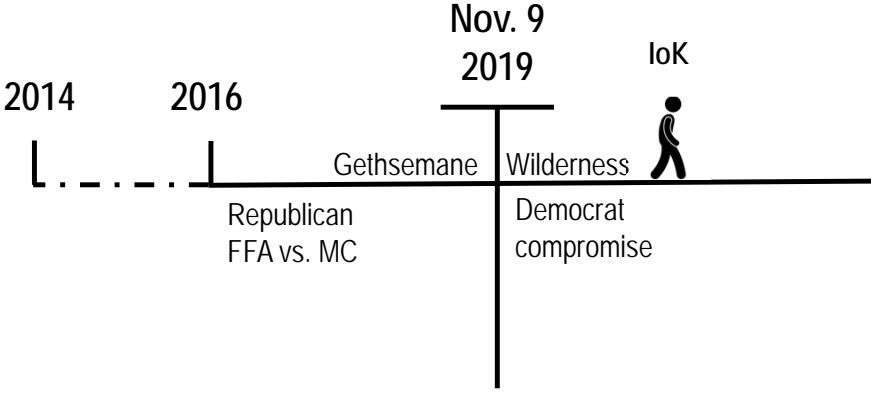 Nov. 9
2019
IoK
2014
2016
Gethsemane
Wilderness
Republican
FFA vs. MC
Democrat
compromise